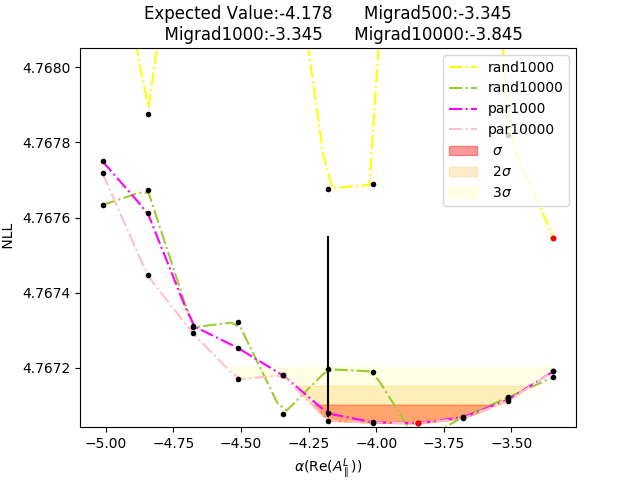 Expected Value:-4.178 Migrad500:-3.345
Migrad1000:-3.345 Migrad10000:-3.845
4.7680
4.7678
4.7676
4.7674
4.7672
NLL
rand1000
rand10000
par1000
par10000
σ
2σ
3σ
−5.00 −4.75 −4.50 −4.25 −4.00 −3.75 −3.50
α(Re(A_∥^L))